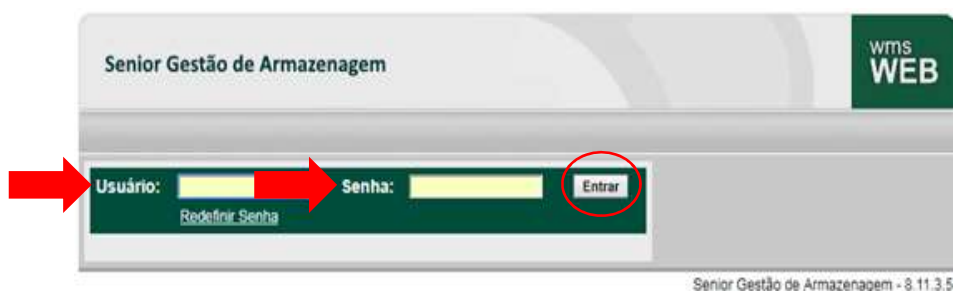 Senior Gestão de Armazenagem
wms
WEB
Usuário: Senha: Entrar
Redefinir Senha
Senior Gestão de Armazenagem - 8.11.3.5